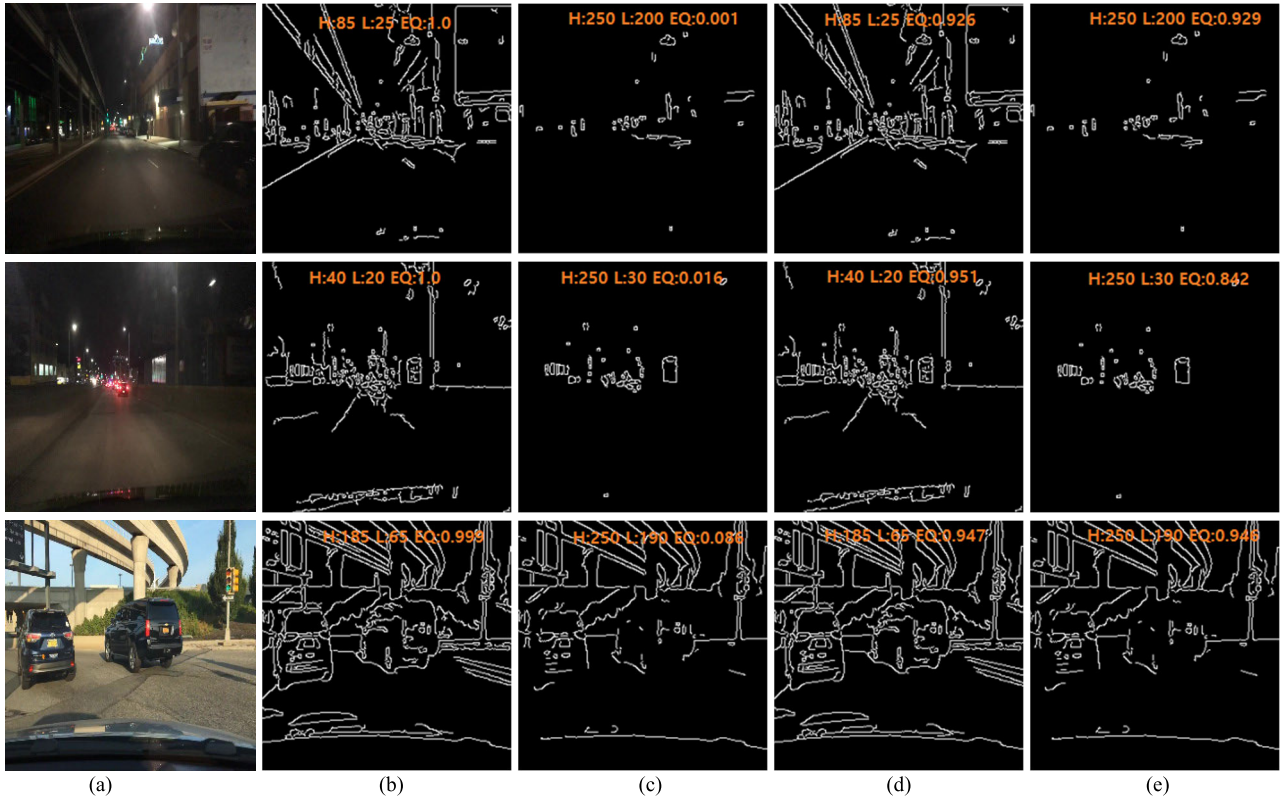 H:85 L:25 EQ:1.0
H:250 L:200 EQ:0.001
H:85 L:25 EQ:0.926
H:250 L:200 EQ:0.929
H:40 L:20 EQ:1.0
H:250 L:30 EQ:0.016
H:40 L:20 EQ:0.951
H:250 L:30 EQ:0.842
H:185 L:65 EQ:0.999
H:250 L:190 EQ:0.086
H:185 L:65 EQ:0.947
H:250 L:190 EQ:0.946
(a)
(b)
(c)
(d)
(e)